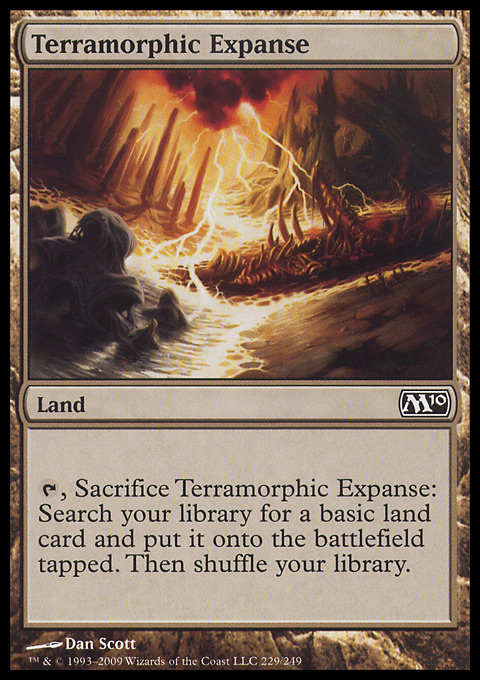 Terramorphic Expanse
Land
M10
, Sacrifice Terramorphic Expanse:
Search your library for a basic land
card and put it onto the battlefield
tapped. Then shuffle your library.
Dan Scott
™ & © 1993–2009 Wizards of the Coast LLC 229/249